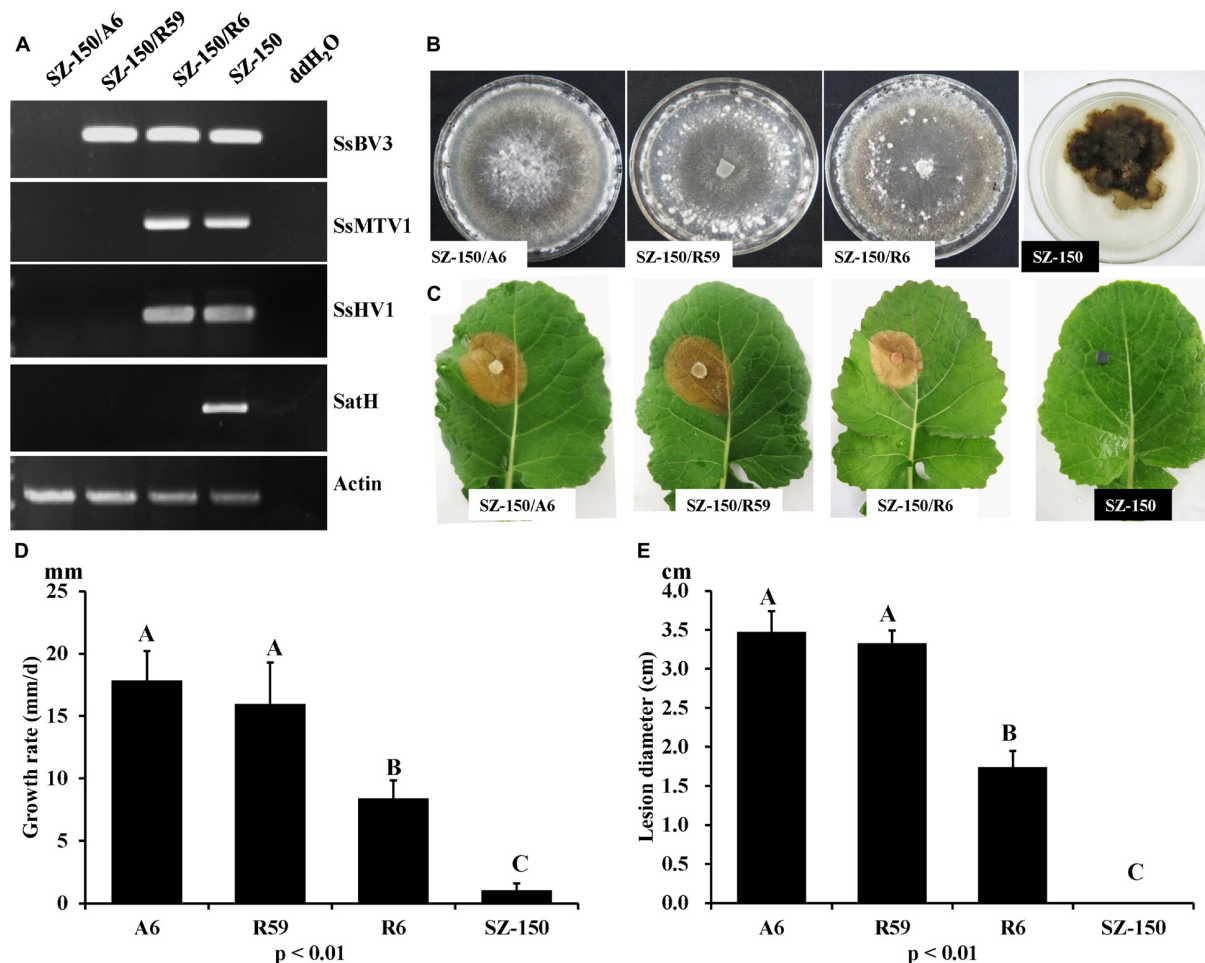 A
SZ-150/A6
SZ-150/R59
SZ-150/R6
SZ-150
ddH₂O
SsBV3
SsMTV1
SsHV1
SatH
Actin
B
SZ-150/A6
SZ-150/R59
SZ-150/R6
SZ-150
C
SZ-150/A6
SZ-150/R59
SZ-150/R6
SZ-150
D
mm
Growth rate (mm/d)
25
20
15
10
5
0
A
A
B
C
A6
R59
R6
SZ-150
p < 0.01
E
cm
Lesion diameter (cm)
4.0
3.5
3.0
2.5
2.0
1.5
1.0
0.5
0.0
A
A
B
C
A6
R59
R6
SZ-150
p < 0.01